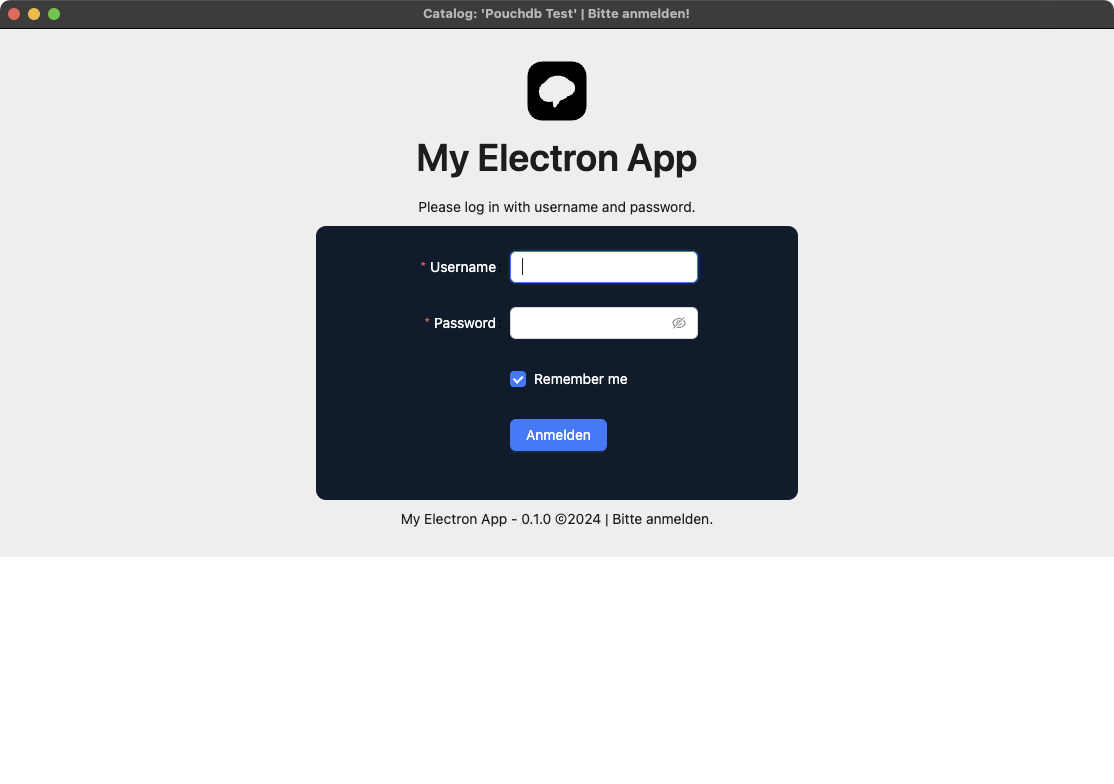 Catalog: 'Pouchdb Test' | Bitte anmelden!
My Electron App
Please log in with username and password.
* Username
* Password
Remember me
Anmelden
My Electron App - 0.1.0 ©2024 | Bitte anmelden.